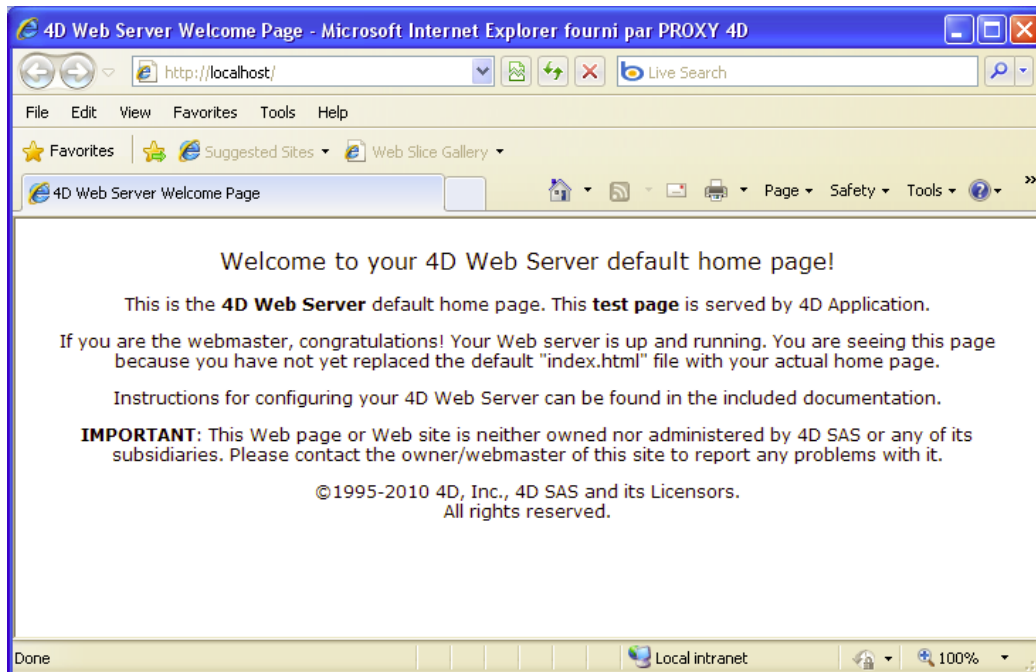 4D Web Server Welcome Page - Microsoft Internet Explorer fourni par PROXY 4D
http://localhost/
Live Search
File Edit View Favorites Tools Help
Favorites Suggested Sites Web Slice Gallery
4D Web Server Welcome Page Page Safety Tools
Welcome to your 4D Web Server default home page!
This is the 4D Web Server default home page. This test page is served by 4D Application.
If you are the webmaster, congratulations! Your Web server is up and running. You are seeing this page
because you have not yet replaced the default "index.html" file with your actual home page.
Instructions for configuring your 4D Web Server can be found in the included documentation.
IMPORTANT: This Web page or Web site is neither owned nor administered by 4D SAS or any of its
subsidiaries. Please contact the owner/webmaster of this site to report any problems with it.
©1995-2010 4D, Inc., 4D SAS and its Licensors.
All rights reserved.
Done Local intranet 100%